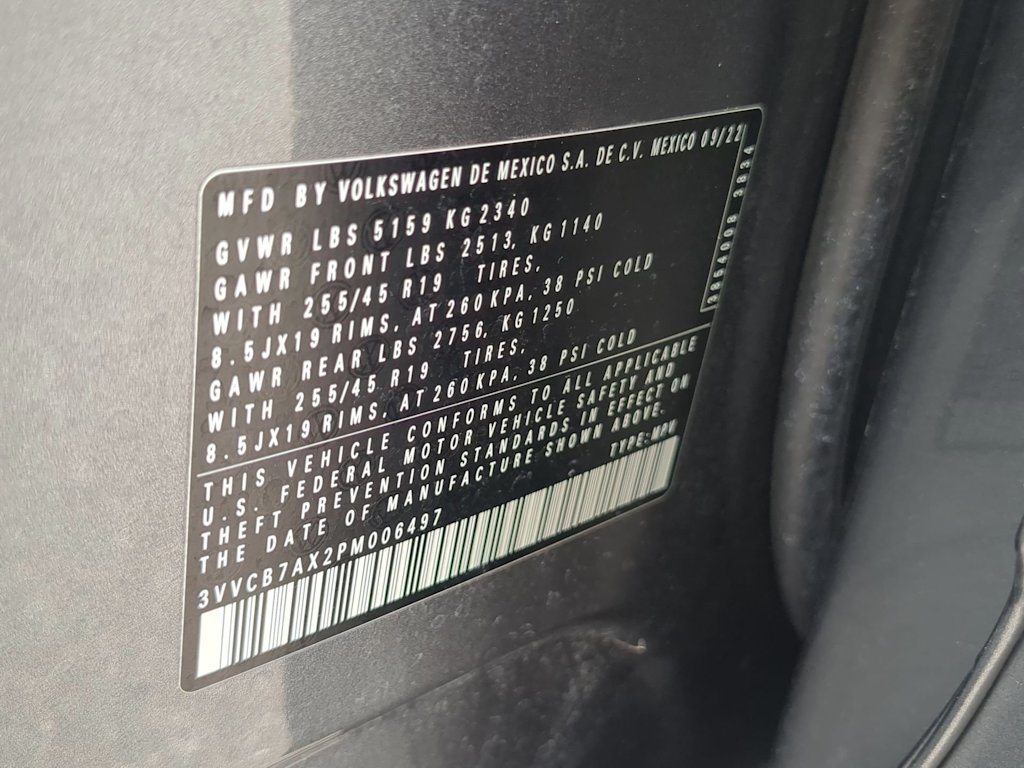 MFD BY VOLKSWAGEN DE MEXICO S.A. DE C.V. MEXICO 09/22
GVWR LBS 5159 KG 2340
GAWR FRONT LBS 2513, KG 1140
WITH 255/45 R19 TIRES,
8.5JX19 RIMS, AT 260 KPA, 38 PSI COLD
GAWR REAR LBS 2756, KG 1250
WITH 255/45 R19 TIRES,
8.5JX19 RIMS, AT 260 KPA, 38 PSI COLD
THIS VEHICLE CONFORMS TO ALL APPLICABLE
U.S. FEDERAL MOTOR VEHICLE SAFETY AND
THEFT PREVENTION STANDARDS IN EFFECT ON
THE DATE OF MANUFACTURE SHOWN ABOVE.
TYPE:MPV
3VVCB7AX2PM006497